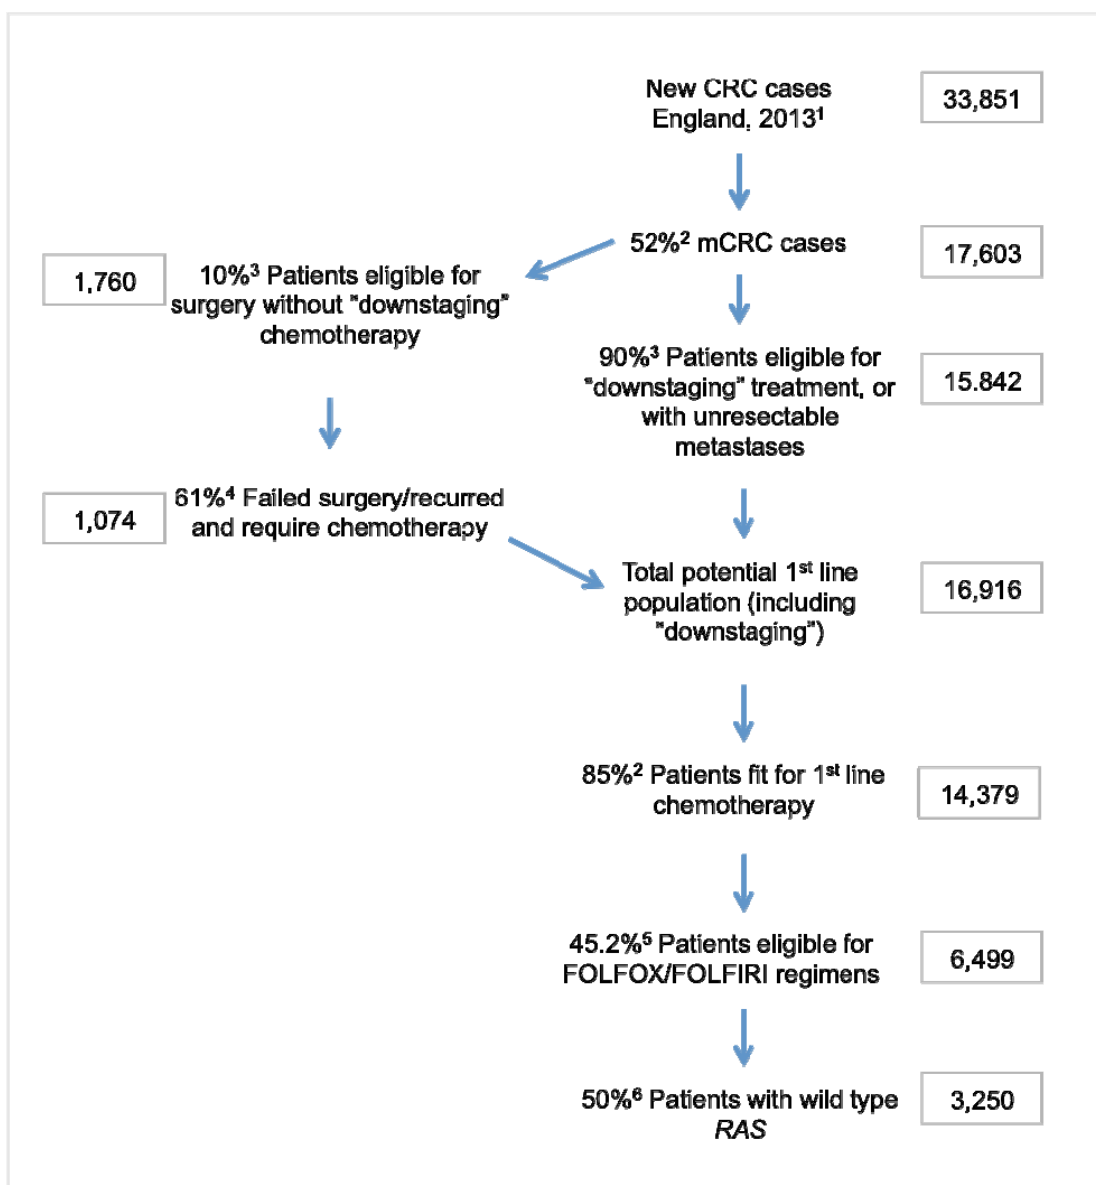 New CRC cases
England, 2013¹
33,851
52%² mCRC cases
17,603
10%³ Patients eligible for
surgery without "downstaging"
chemotherapy
1,760
90%³ Patients eligible for
"downstaging" treatment, or
with unresectable
metastases
15.842
61%⁴ Failed surgery/recurred
and require chemotherapy
1,074
Total potential 1ˢᵗ line
population (including
"downstaging")
16,916
85%² Patients fit for 1ˢᵗ line
chemotherapy
14,379
45.2%⁵ Patients eligible for
FOLFOX/FOLFIRI regimens
6,499
50%⁶ Patients with wild type
RAS
3,250